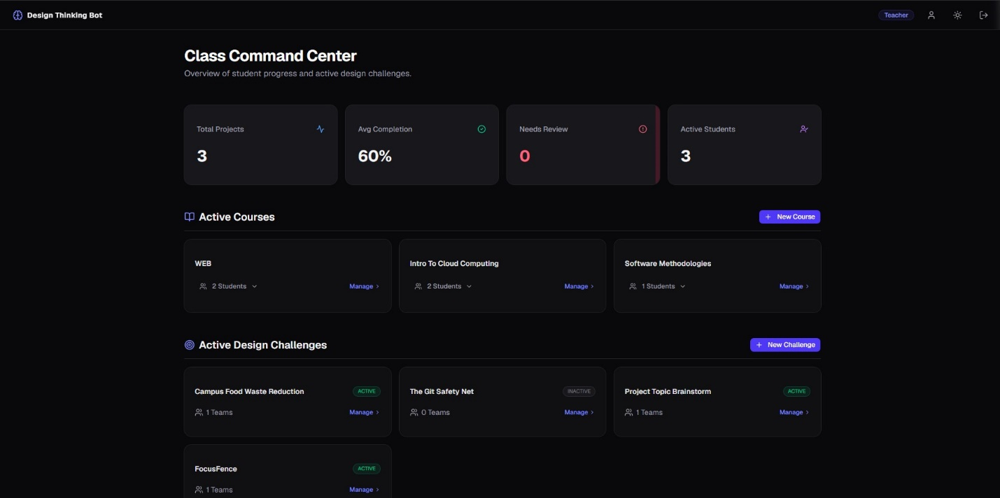 Design Thinking Bot
Teacher
Class Command Center
Overview of student progress and active design challenges.
Total Projects
3
Avg Completion
60%
Needs Review
0
Active Students
3
Active Courses
+ New Course
WEB
2 Students
Manage >
Intro To Cloud Computing
2 Students
Manage >
Software Methodologies
1 Students
Manage >
Active Design Challenges
+ New Challenge
Campus Food Waste Reduction
ACTIVE
1 Teams
Manage >
The Git Safety Net
INACTIVE
0 Teams
Manage >
Project Topic Brainstorm
ACTIVE
1 Teams
Manage >
FocusFence
ACTIVE
1 Teams
Manage >